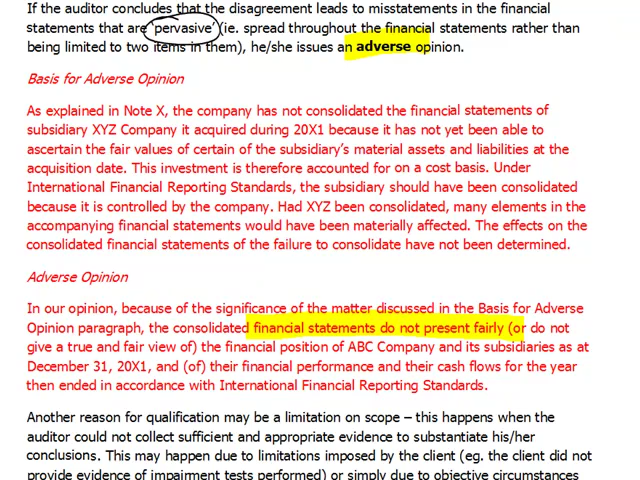 If the auditor concludes that the disagreement leads to misstatements in the financial
statements that are 'pervasive' (ie. spread throughout the financial statements rather than
being limited to two items in them), he/she issues an adverse opinion.
Basis for Adverse Opinion
As explained in Note X, the company has not consolidated the financial statements of
subsidiary XYZ Company it acquired during 20X1 because it has not yet been able to
ascertain the fair values of certain of the subsidiary's material assets and liabilities at the
acquisition date. This investment is therefore accounted for on a cost basis. Under
International Financial Reporting Standards, the subsidiary should have been consolidated
because it is controlled by the company. Had XYZ been consolidated, many elements in the
accompanying financial statements would have been materially affected. The effects on the
consolidated financial statements of the failure to consolidate have not been determined.
Adverse Opinion
In our opinion, because of the significance of the matter discussed in the Basis for Adverse
Opinion paragraph, the consolidated financial statements do not present fairly (or do not
give a true and fair view of) the financial position of ABC Company and its subsidiaries as at
December 31, 20X1, and (of) their financial performance and their cash flows for the year
then ended in accordance with International Financial Reporting Standards.
Another reason for qualification may be a limitation on scope – this happens when the
auditor could not collect sufficient and appropriate evidence to substantiate his/her
conclusions. This may happen due to limitations imposed by the client (eg. the client did not
provide evidence of impairment tests performed) or simply due to objective circumstances